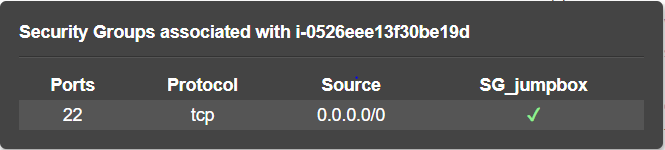 Security Groups associated with i-0526eee13f30be19d
Ports Protocol Source SG_jumpbox
22 tcp 0.0.0.0/0 ✓